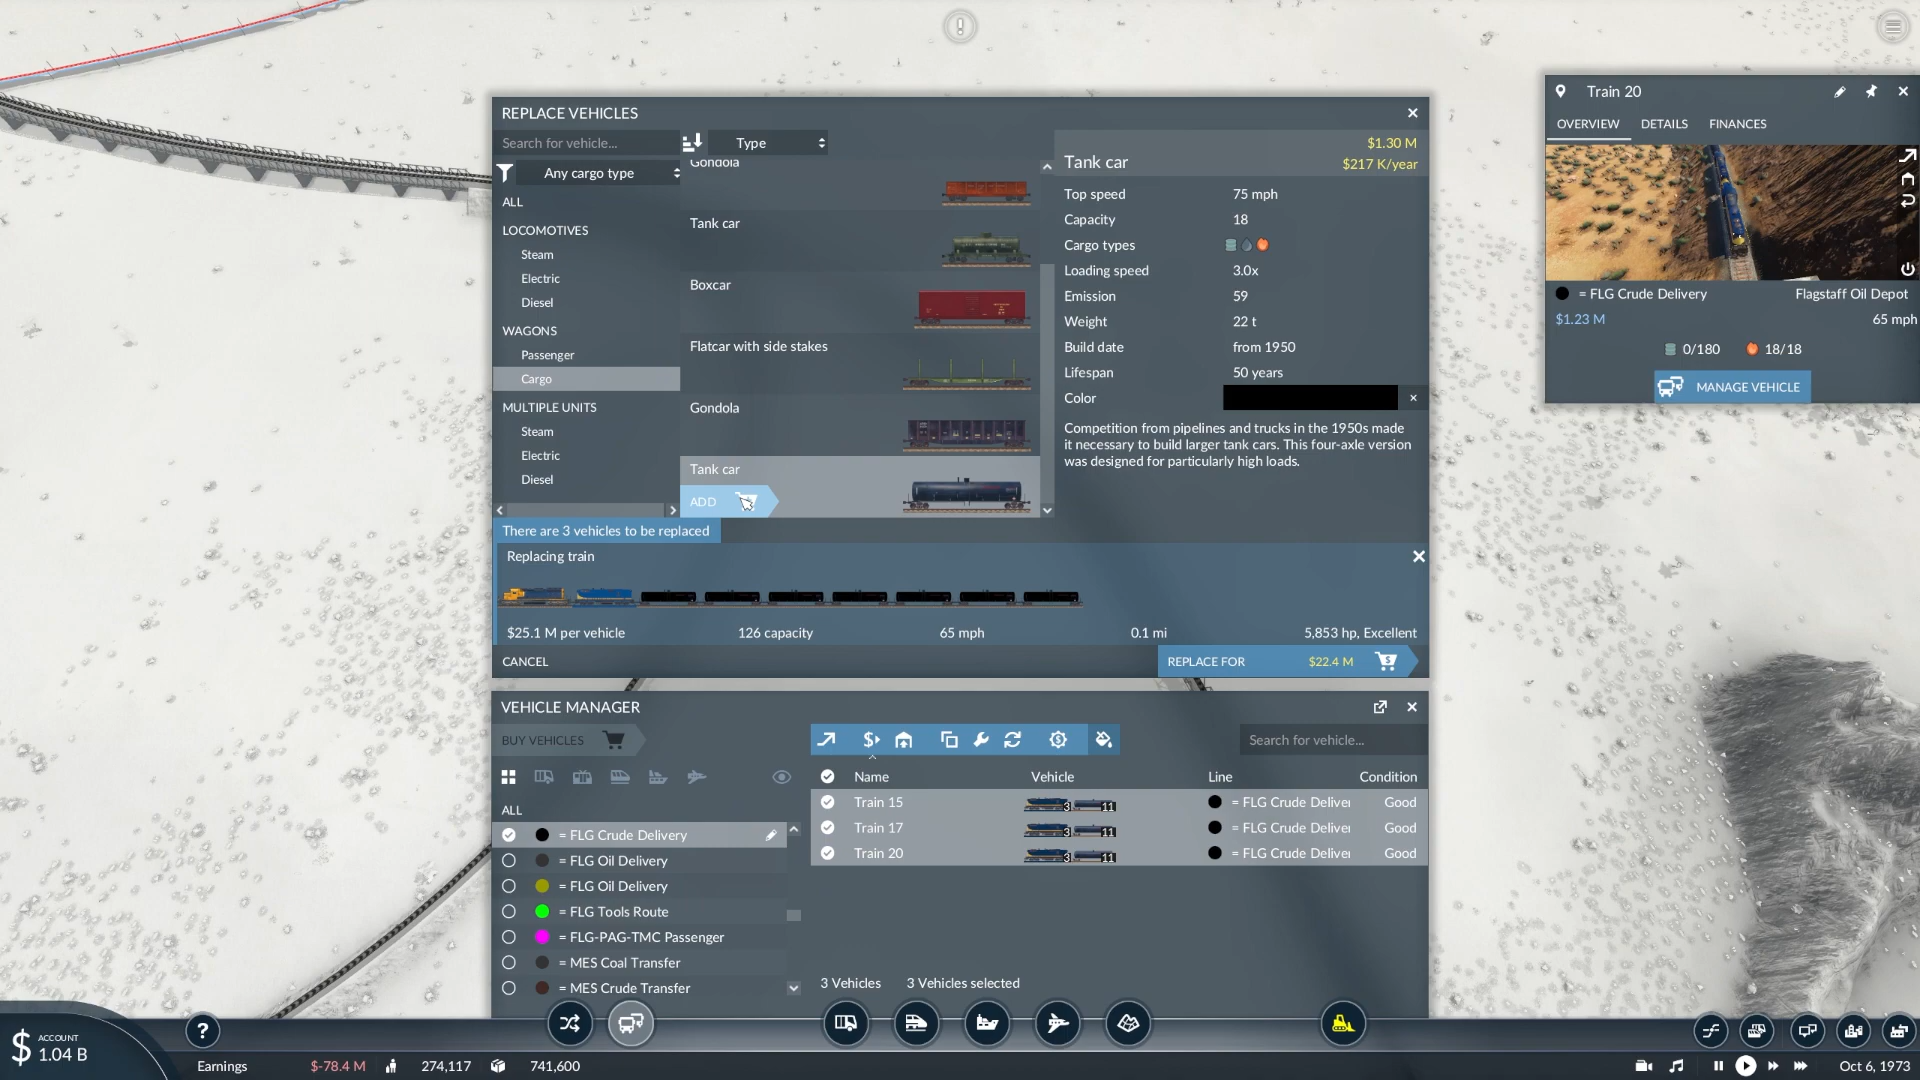 REPLACE VEHICLES
Search for vehicle...
Type
Any cargo type
ALL
LOCOMOTIVES
Steam
Electric
Diesel
WAGONS
Passenger
Cargo
MULTIPLE UNITS
Steam
Electric
Diesel
Gondola
Tank car
Boxcar
Flatcar with side stakes
Gondola
Tank car
ADD
$1.30 M
Tank car
$217 K/year
Top speed 75 mph
Capacity 18
Cargo types
Loading speed 3.0x
Emission 59
Weight 22 t
Build date from 1950
Lifespan 50 years
Color
Competition from pipelines and trucks in the 1950s made
it necessary to build larger tank cars. This four-axle version
was designed for particularly high loads.
There are 3 vehicles to be replaced
Replacing train
$25.1 M per vehicle 126 capacity 65 mph 0.1 mi 5,853 hp, Excellent
CANCEL
REPLACE FOR $22.4 M
Train 20
OVERVIEW DETAILS FINANCES
= FLG Crude Delivery Flagstaff Oil Depot
$1.23 M 65 mph
0/180 18/18
MANAGE VEHICLE
VEHICLE MANAGER
BUY VEHICLES
Search for vehicle...
ALL
= FLG Crude Delivery
= FLG Oil Delivery
= FLG Oil Delivery
= FLG Tools Route
= FLG-PAG-TMC Passenger
= MES Coal Transfer
= MES Crude Transfer
Name Vehicle Line Condition
Train 15 3 11 = FLG Crude Deliver Good
Train 17 3 11 = FLG Crude Deliver Good
Train 20 3 11 = FLG Crude Deliver Good
3 Vehicles 3 Vehicles selected
ACCOUNT
1.04 B
?
Earnings $-78.4 M 274,117 741,600
Oct 6, 1973